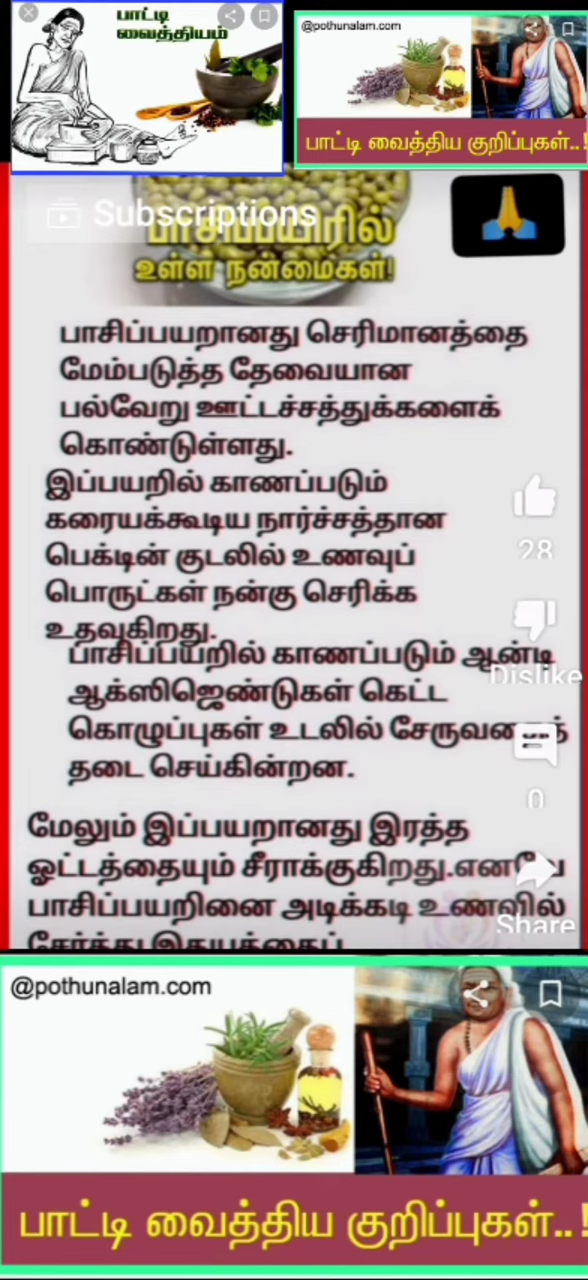 பாட்டி
வைத்தியம்
@pothunalam.com
பாட்டி வைத்திய குறிப்புகள்..!
Subscriptions
உள்ள நன்மைகள்!
பாசிப்பயறானது செரிமானத்தை
மேம்படுத்த தேவையான
பல்வேறு ஊட்டச்சத்துக்களைக்
கொண்டுள்ளது.
இப்பயறில் காணப்படும்
கரையக்கூடிய நார்ச்சத்தான
பெக்டின் குடலில் உணவுப்
பொருட்கள் நன்கு செரிக்க
உதவுகிறது.
பாசிப்பயறில் காணப்படும் ஆன்டி
ஆக்ஸிஜெண்டுகள் கெட்ட
கொழுப்புகள் உடலில்
தடை செய்கின்றன.
மேலும் இப்பயறானது இரத்த
ஓட்டத்தையும் சீராக்குகிறது.எனவே
பாசிப்பயறினை அடிக்கடி உணவில்
28
Dislike
0
Share
@pothunalam.com
பாட்டி வைத்திய குறிப்புகள்..!